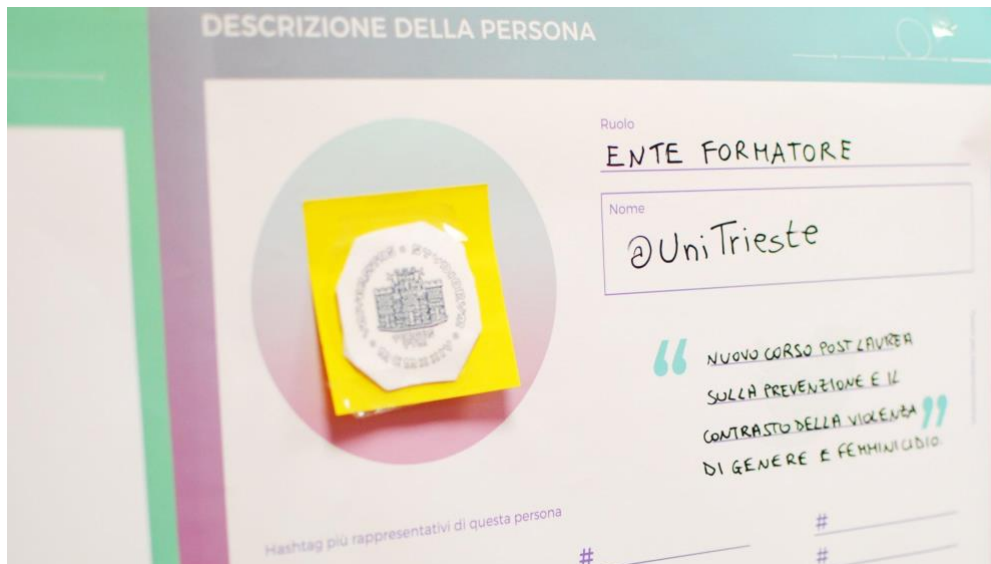 DESCRIZIONE DELLA PERSONA
Ruolo
ENTE FORMATORE
Nome
@UniTrieste
“ NUOVO CORSO POST LAUREA
SULLA PREVENZIONE E IL
CONTRASTO DELLA VIOLENZA ”
DI GENERE E FEMMINICIDIO.
Hashtag più rappresentativi di questa persona
#
#
#